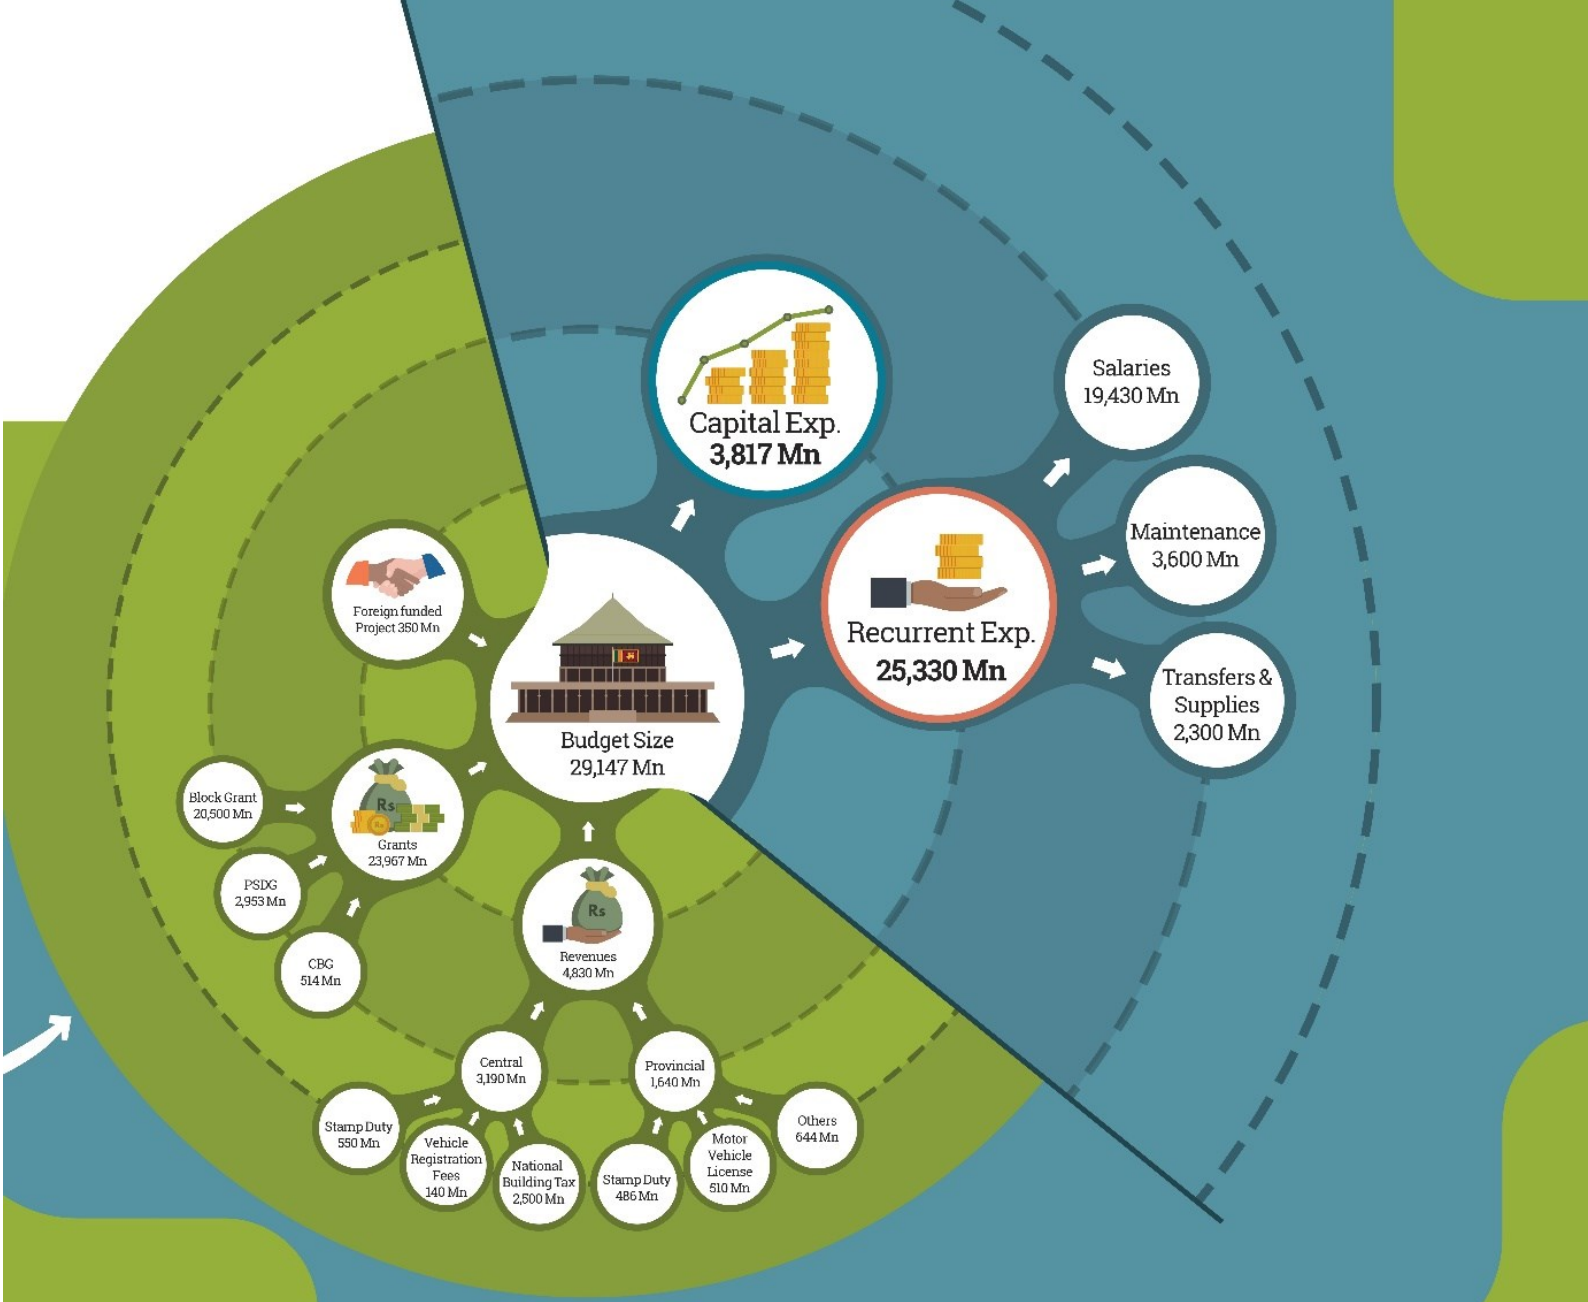 Capital Exp.
3,817 Mn
Salaries
19,430 Mn
Maintenance
3,600 Mn
Recurrent Exp.
25,330 Mn
Transfers &
Supplies
2,300 Mn
Foreign funded
Project 350 Mn
Budget Size
29,147 Mn
Block Grant
20,500 Mn
Rs
Rs
Grants
23,967 Mn
PSDG
2,953 Mn
CBG
514 Mn
Rs
Revenues
4,830 Mn
Central
3,190 Mn
Provincial
1,640 Mn
Stamp Duty
550 Mn
Vehicle
Registration
Fees
140 Mn
National
Building Tax
2,500 Mn
Stamp Duty
486 Mn
Motor
Vehicle
License
510 Mn
Others
644 Mn